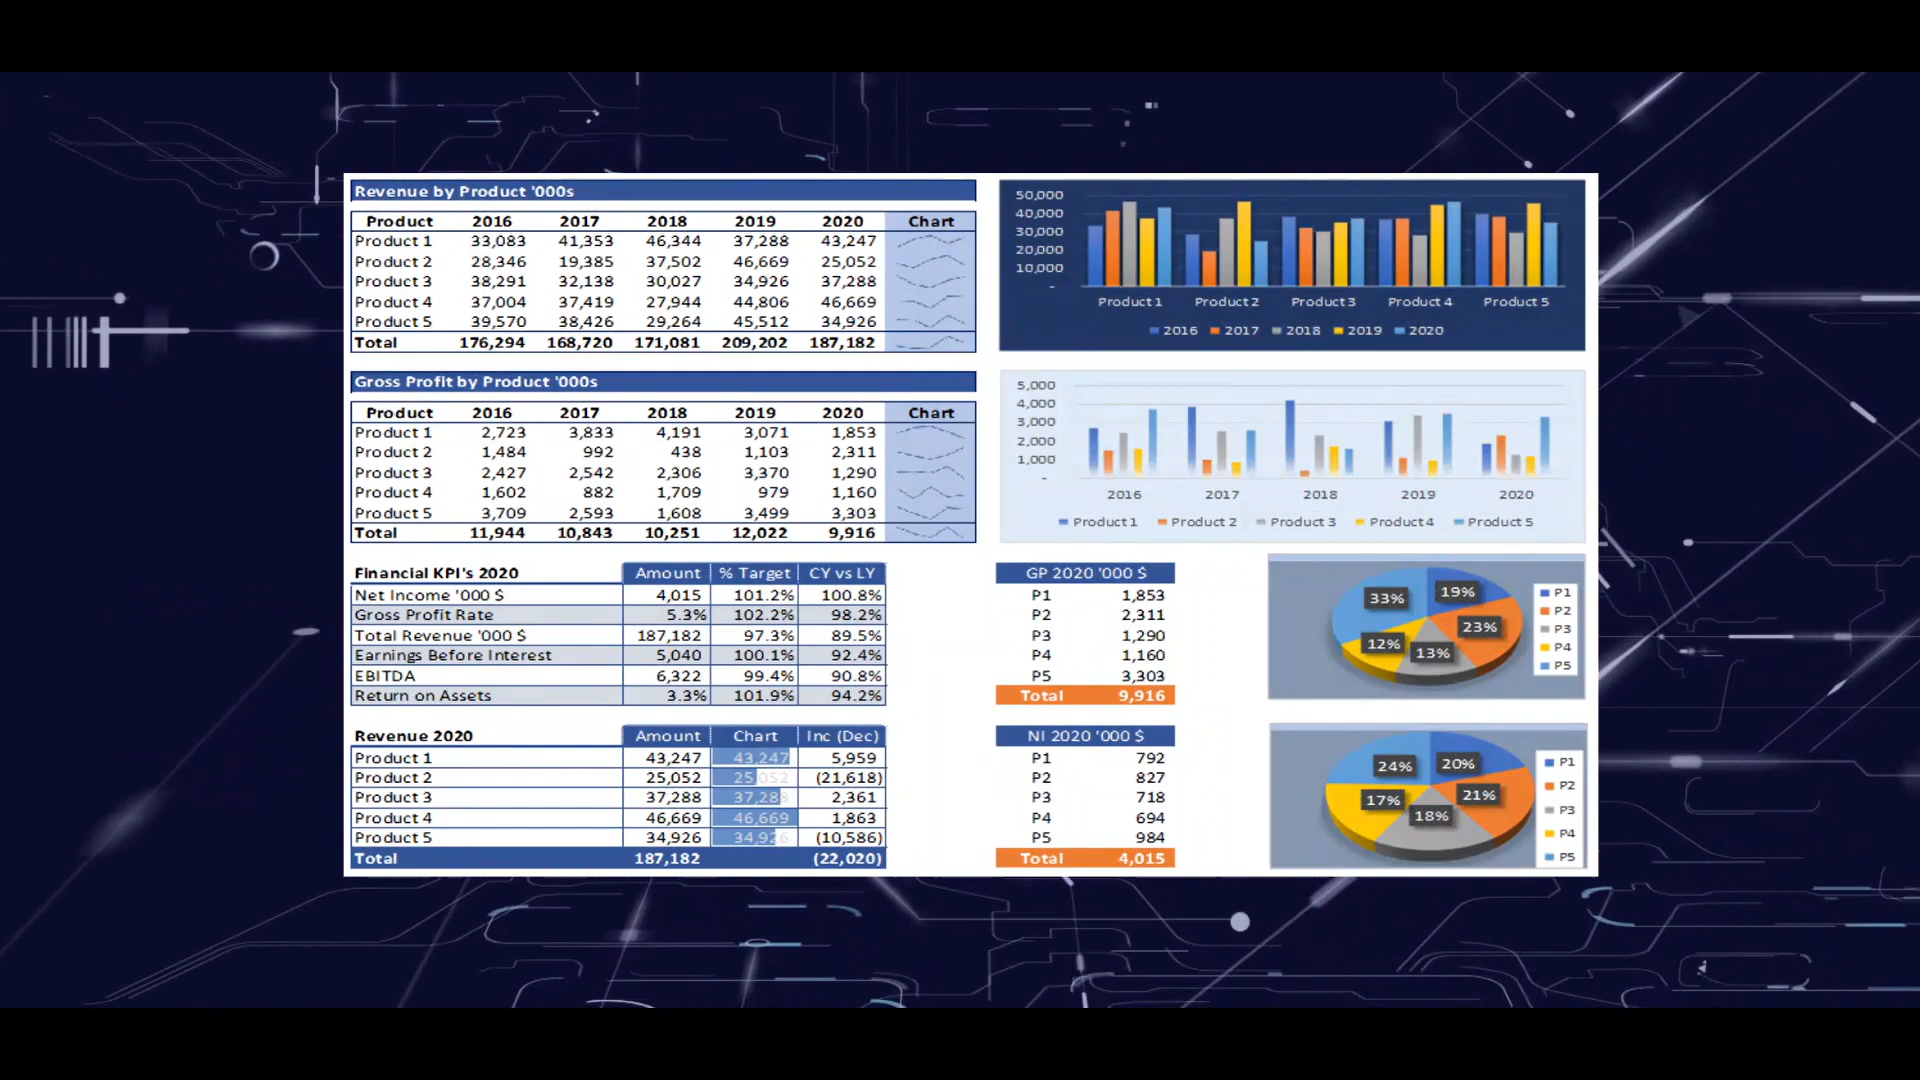 Revenue by Product '000s
Product 2016 2017 2018 2019 2020 Chart
Product 1 33,083 41,353 46,344 37,288 43,247
Product 2 28,346 19,385 37,502 46,669 25,052
Product 3 38,291 32,138 30,027 34,926 37,288
Product 4 37,004 37,419 27,944 44,806 46,669
Product 5 39,570 38,426 29,264 45,512 34,926
Total 176,294 168,720 171,081 209,202 187,182
50,000
40,000
30,000
20,000
10,000
-
Product 1 Product 2 Product 3 Product 4 Product 5
2016 2017 2018 2019 2020
Gross Profit by Product '000s
Product 2016 2017 2018 2019 2020 Chart
Product 1 2,723 3,833 4,191 3,071 1,853
Product 2 1,484 992 438 1,103 2,311
Product 3 2,427 2,542 2,306 3,370 1,290
Product 4 1,602 882 1,709 979 1,160
Product 5 3,709 2,593 1,608 3,499 3,303
Total 11,944 10,843 10,251 12,022 9,916
5,000
4,000
3,000
2,000
1,000
-
2016 2017 2018 2019 2020
Product 1 Product 2 Product 3 Product 4 Product 5
Financial KPI's 2020 Amount % Target CY vs LY
Net Income '000 $ 4,015 101.2% 100.8%
Gross Profit Rate 5.3% 102.2% 98.2%
Total Revenue '000 $ 187,182 97.3% 89.5%
Earnings Before Interest 5,040 100.1% 92.4%
EBITDA 6,322 99.4% 90.8%
Return on Assets 3.3% 101.9% 94.2%
GP 2020 '000 $
P1 1,853
P2 2,311
P3 1,290
P4 1,160
P5 3,303
Total 9,916
33% 19%
23%
12% 13%
P1
P2
P3
P4
P5
Revenue 2020 Amount Chart Inc (Dec)
Product 1 43,247 43,247 5,959
Product 2 25,052 25,052 (21,618)
Product 3 37,288 37,288 2,361
Product 4 46,669 46,669 1,863
Product 5 34,926 34,926 (10,586)
Total 187,182 (22,020)
NI 2020 '000 $
P1 792
P2 827
P3 718
P4 694
P5 984
Total 4,015
24% 20%
17% 21%
18%
P1
P2
P3
P4
P5